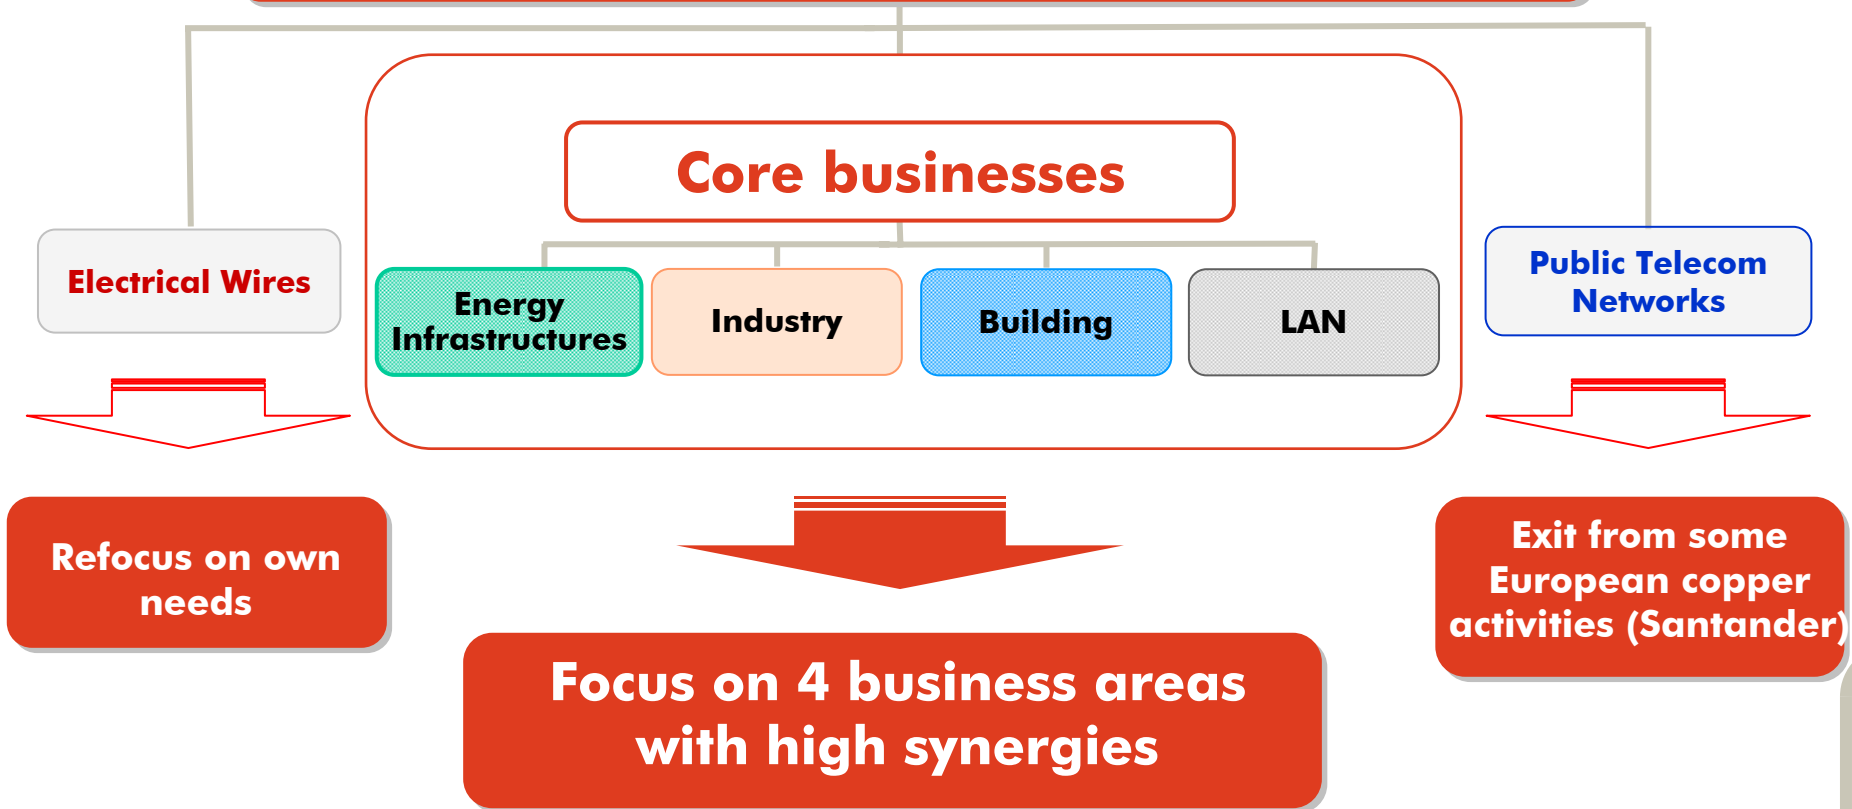 Core businesses
Electrical Wires
Energy
Infrastructures
Industry
Building
LAN
Public Telecom
Networks
Refocus on own
needs
Focus on 4 business areas
with high synergies
Exit from some
European copper
activities (Santander)